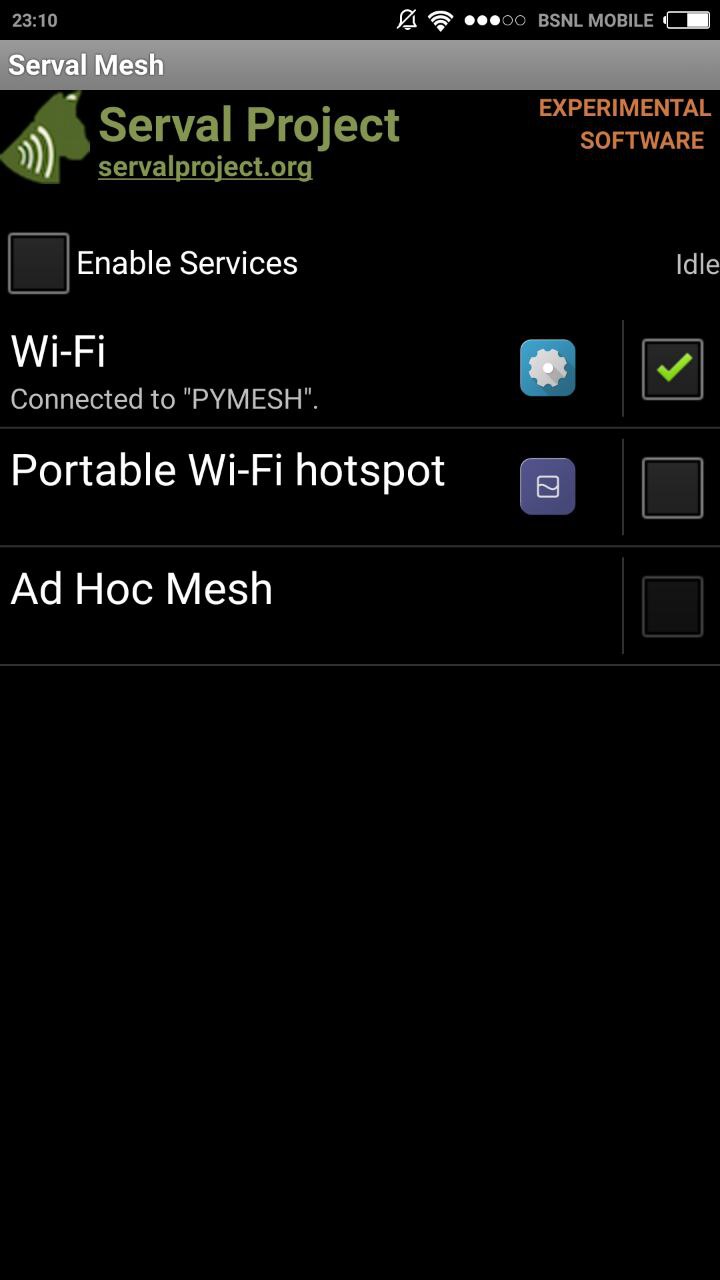 23:10 BSNL MOBILE
Serval Mesh
Serval Project
servalproject.org
EXPERIMENTAL
SOFTWARE
Enable Services Idle
Wi-Fi
Connected to "PYMESH".
Portable Wi-Fi hotspot
Ad Hoc Mesh